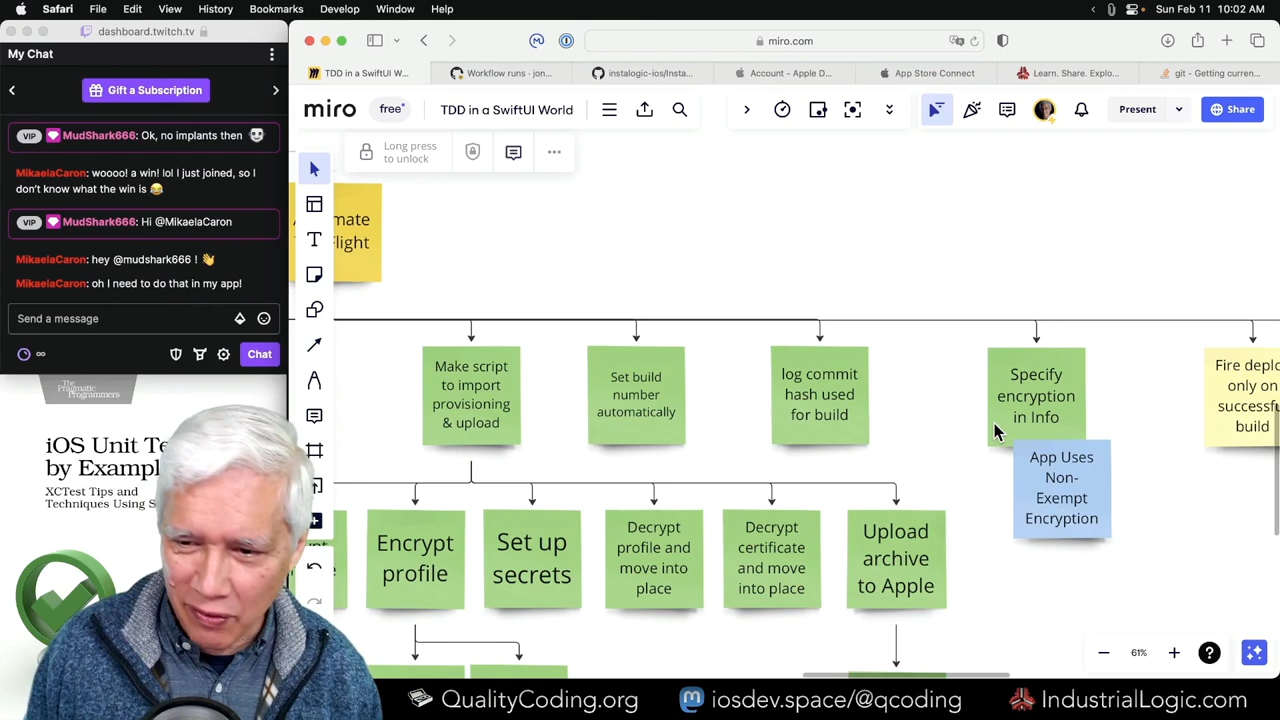 Safari File Edit View History Bookmarks Develop Window Help
Sun Feb 11 10:02 AM
dashboard.twitch.tv
My Chat
Gift a Subscription
VIP MudShark666: Ok, no implants then
MikaelaCaron: woooo! a win! lol I just joined, so I
don't know what the win is
VIP MudShark666: Hi @MikaelaCaron
MikaelaCaron: hey @mudshark666 !
MikaelaCaron: oh I need to do that in my app!
Send a message
Chat
The
Pragmatic
Programmers
iOS Unit Te
by Exampl
XCTest Tips and
Techniques Using S
miro.com
TDD in a SwiftUI W...
Workflow runs · jon...
instalogic-ios/Insta...
Account - Apple D...
App Store Connect
Learn. Share. Explo...
git - Getting curren...
miro
free
TDD in a SwiftUI World
Present
Share
Long press
to unlock
mate
light
Make script
to import
provisioning
& upload
Set build
number
automatically
log commit
hash used
for build
Specify
encryption
in Info
Fire deplo
only on
successfu
build
App Uses
Non-
Exempt
Encryption
Encrypt
profile
Set up
secrets
Decrypt
profile and
move into
place
Decrypt
certificate
and move
into place
Upload
archive
to Apple
61%
QualityCoding.org
iosdev.space/@qcoding
IndustrialLogic.com